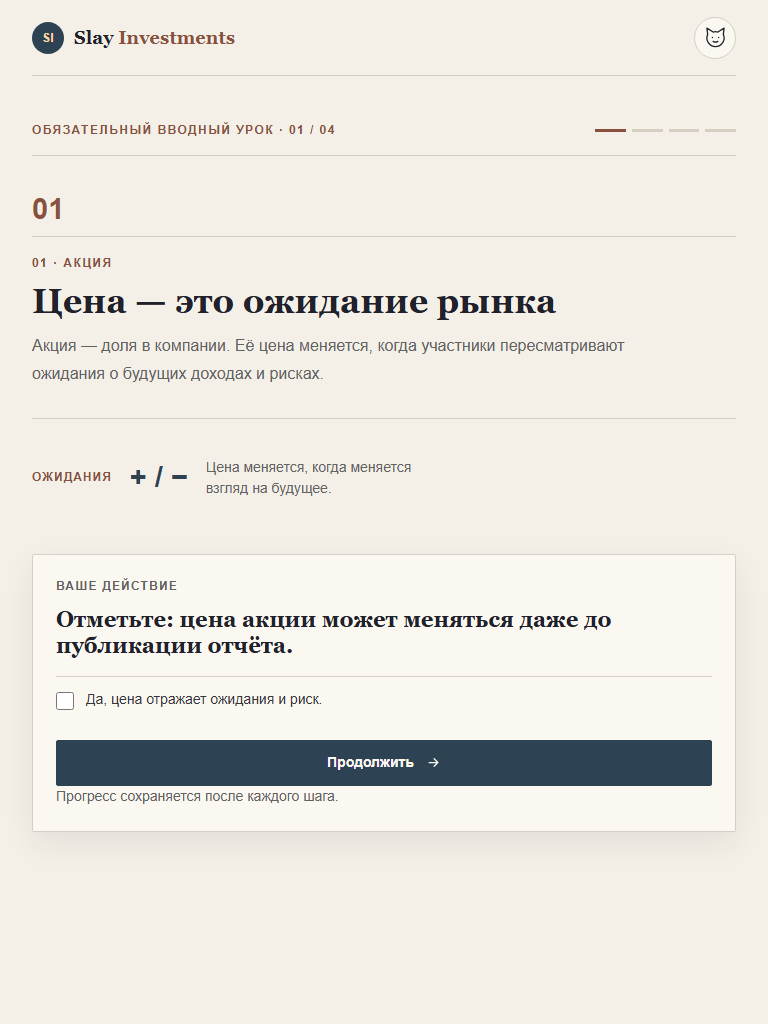 SI Slay Investments
ОБЯЗАТЕЛЬНЫЙ ВВОДНЫЙ УРОК · 01 / 04
01
01 · АКЦИЯ
Цена — это ожидание рынка
Акция — доля в компании. Её цена меняется, когда участники пересматривают
ожидания о будущих доходах и рисках.
ОЖИДАНИЯ + / − Цена меняется, когда меняется
взгляд на будущее.
ВАШЕ ДЕЙСТВИЕ
Отметьте: цена акции может меняться даже до
публикации отчёта.
Да, цена отражает ожидания и риск.
Продолжить →
Прогресс сохраняется после каждого шага.